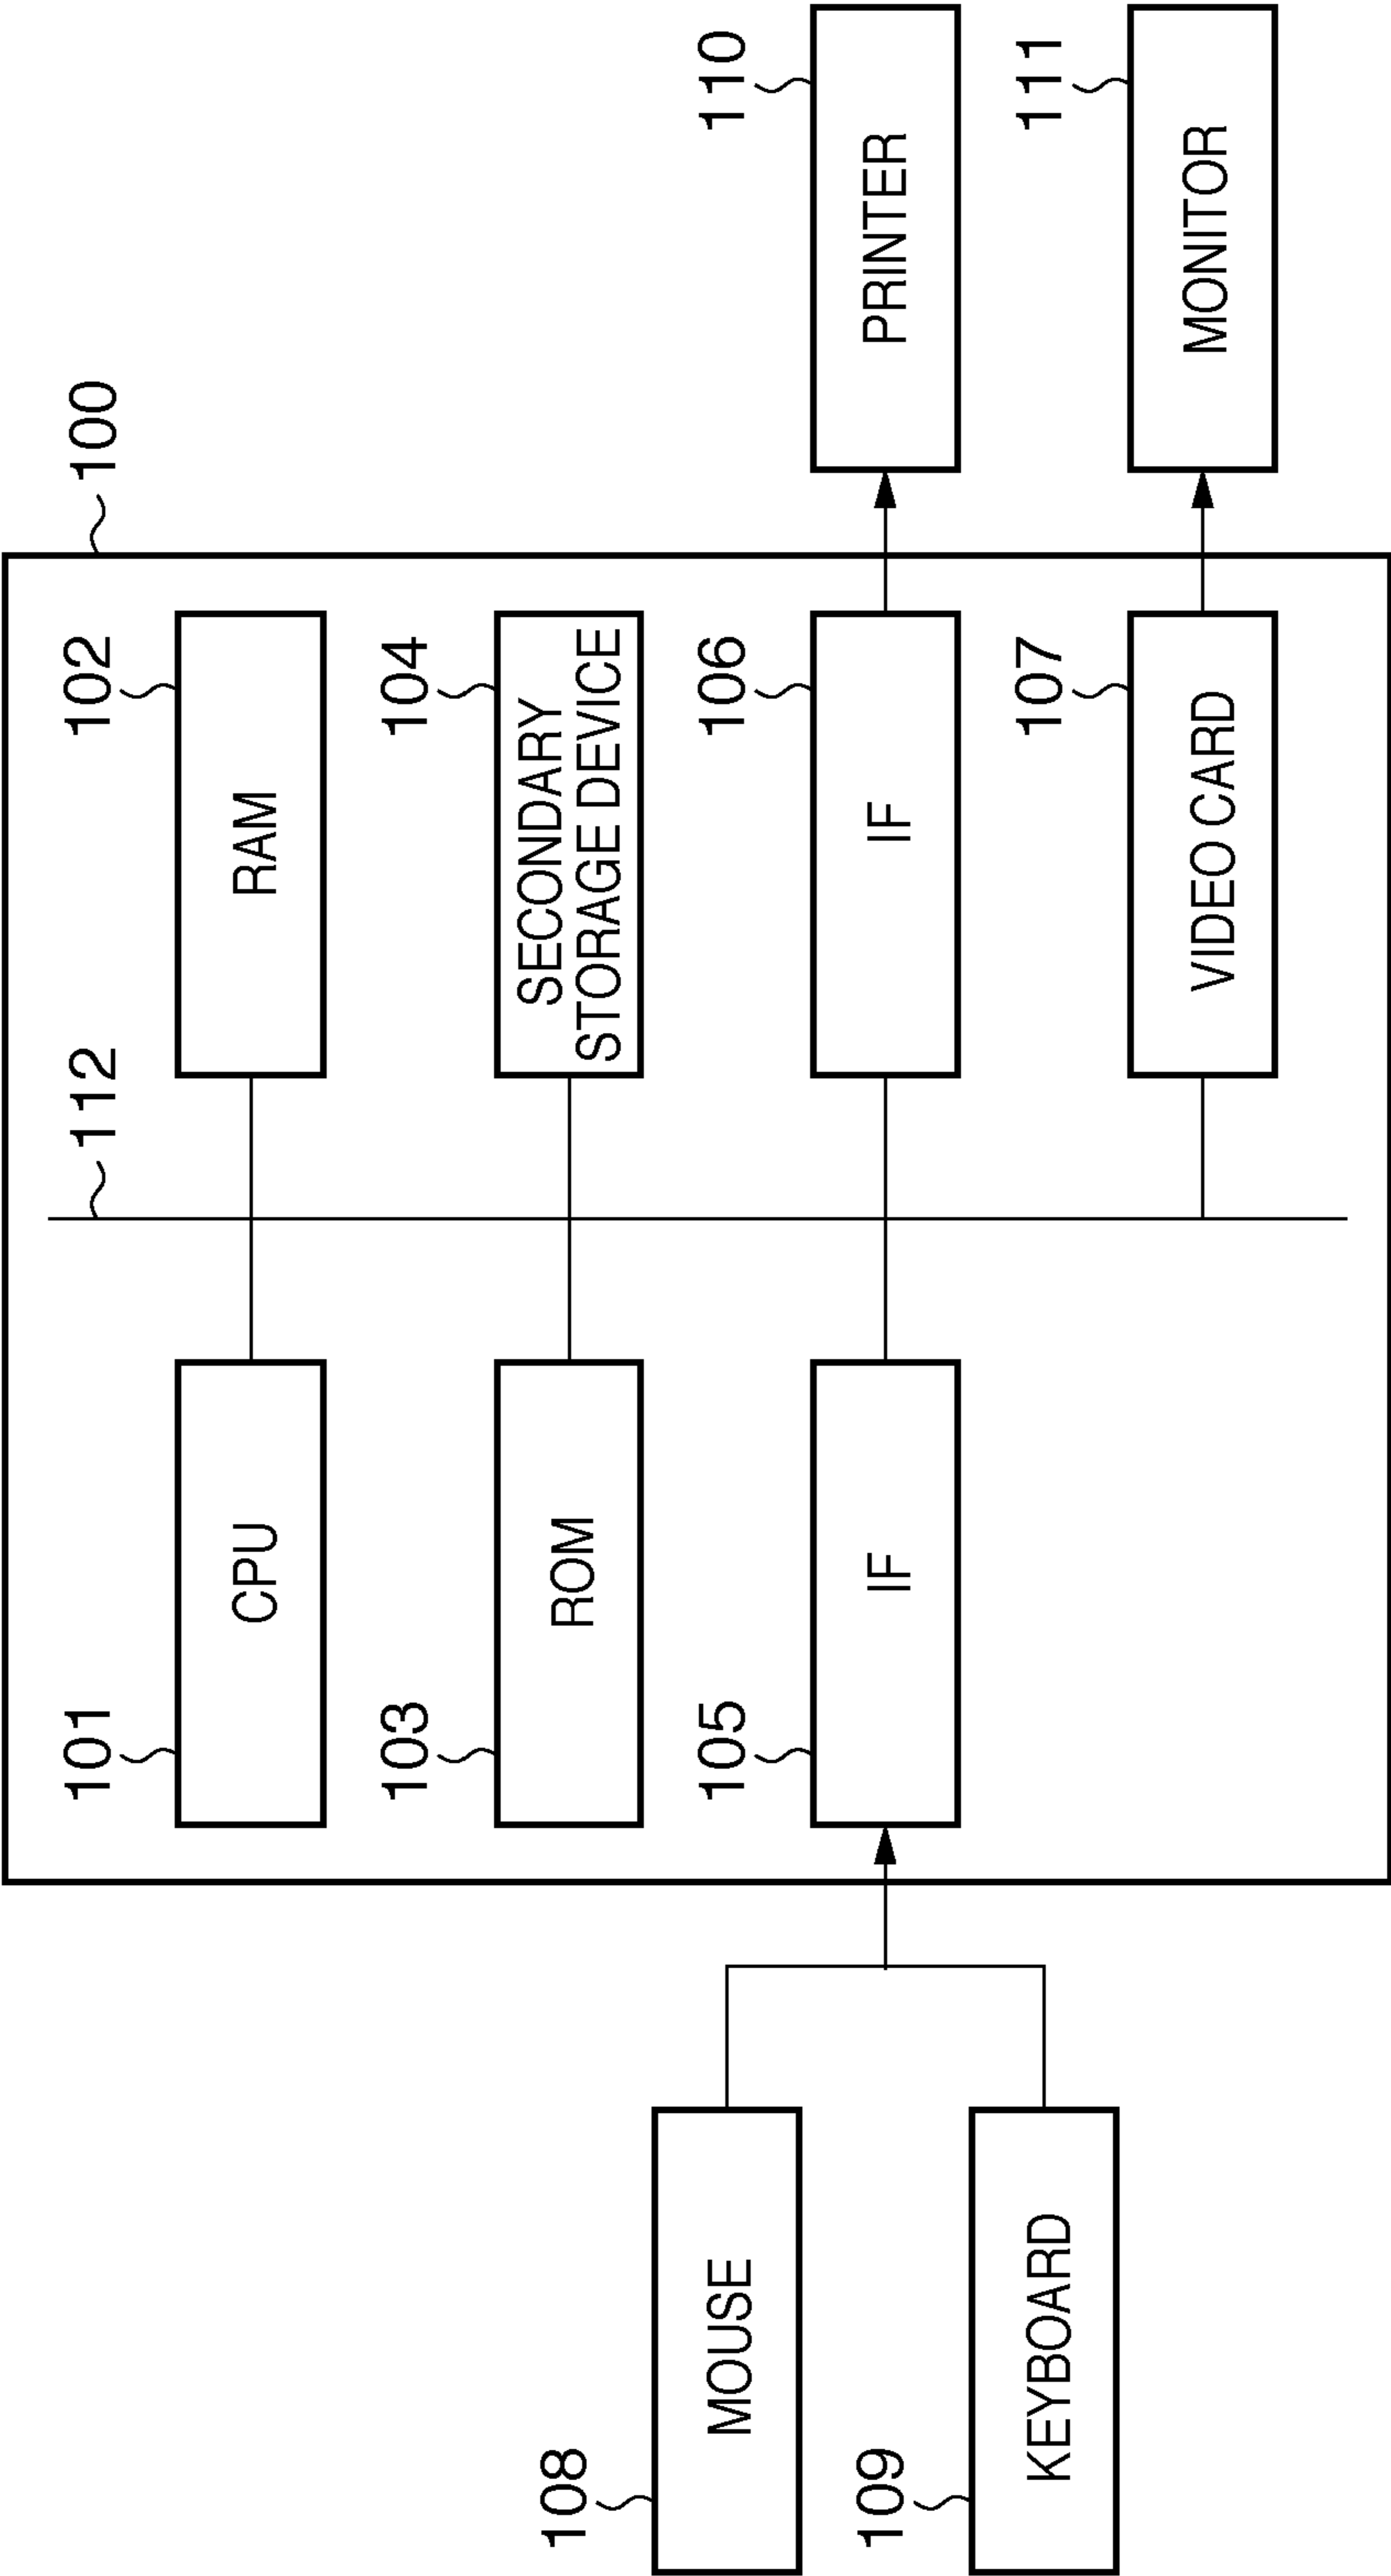 100
112
101
CPU
102
RAM
103
ROM
104
SECONDARY
STORAGE DEVICE
108
MOUSE
105
IF
106
IF
110
PRINTER
109
KEYBOARD
107
VIDEO CARD
111
MONITOR